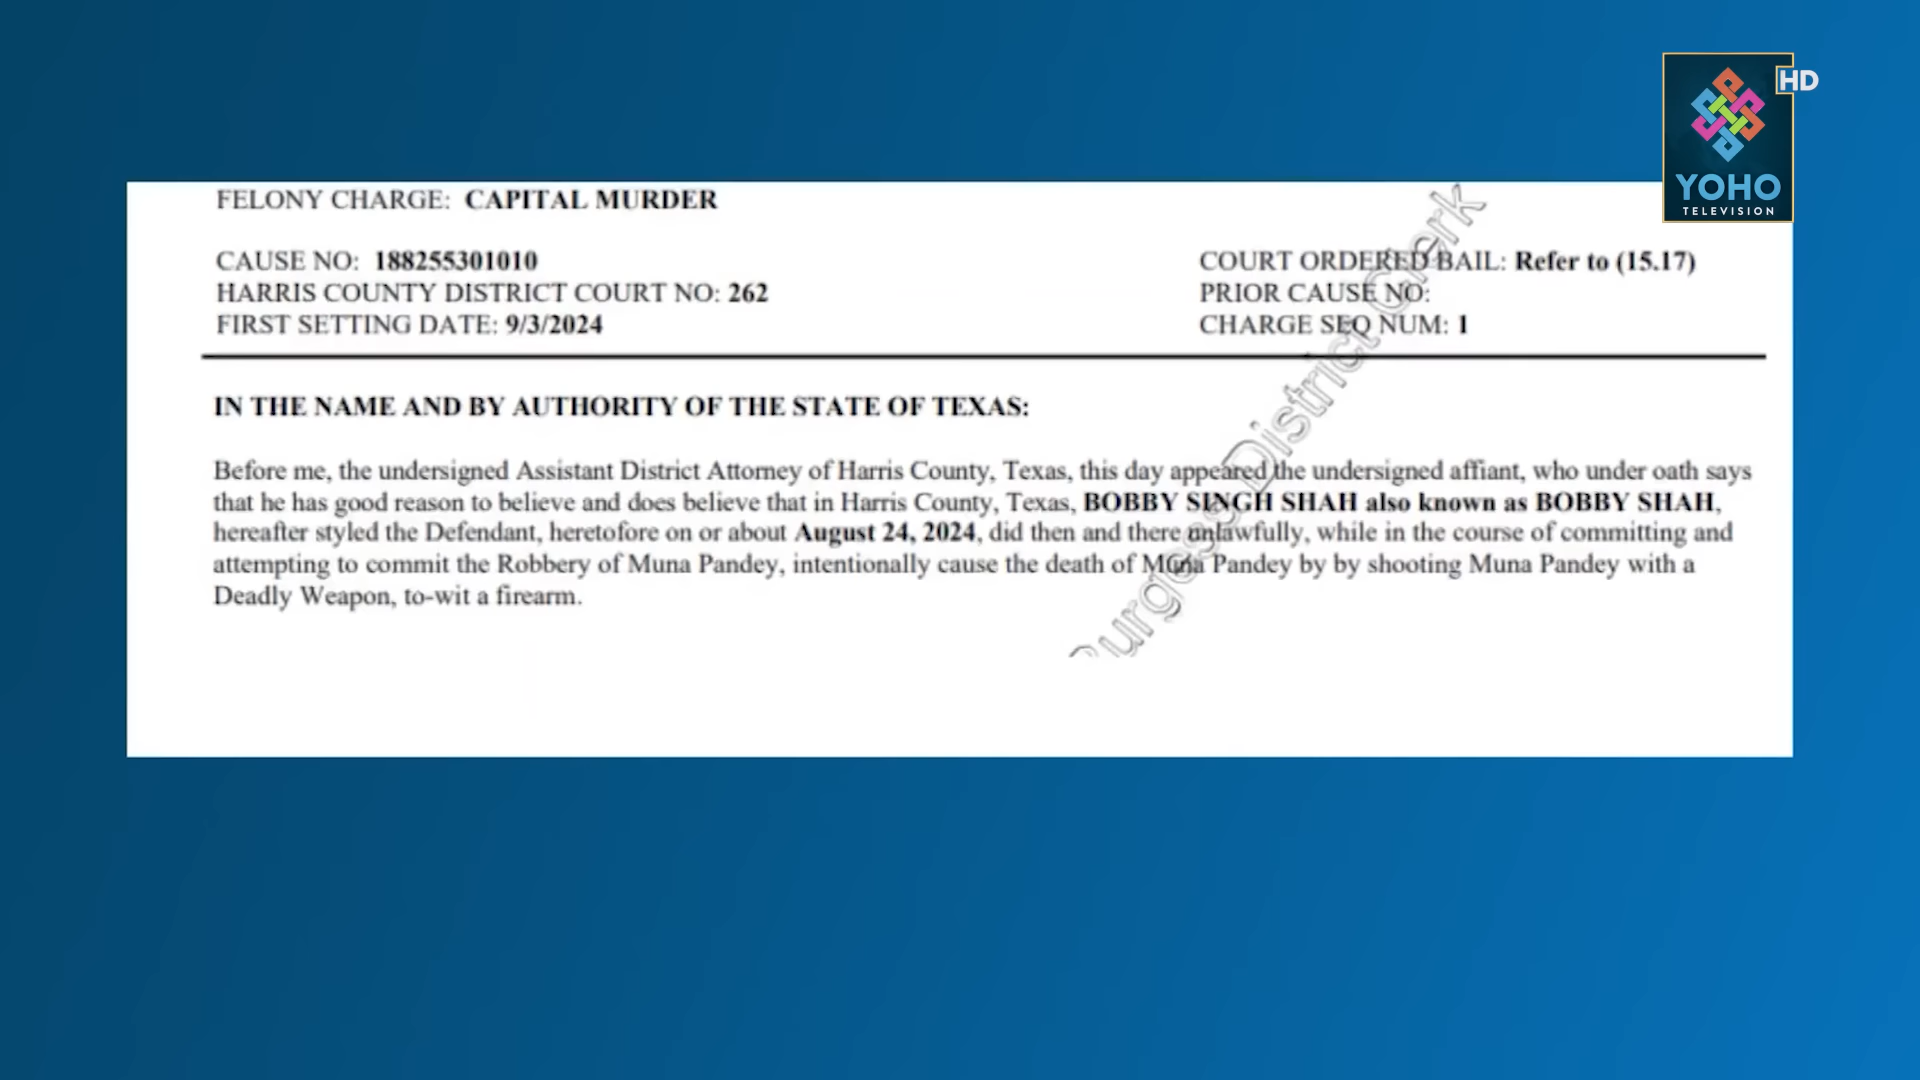 HD
YOHO
TELEVISION
FELONY CHARGE: CAPITAL MURDER
CAUSE NO: 188255301010
HARRIS COUNTY DISTRICT COURT NO: 262
FIRST SETTING DATE: 9/3/2024
COURT ORDERED BAIL: Refer to (15.17)
PRIOR CAUSE NO:
CHARGE SEQ NUM: 1
IN THE NAME AND BY AUTHORITY OF THE STATE OF TEXAS:
Before me, the undersigned Assistant District Attorney of Harris County, Texas, this day appeared the undersigned affiant, who under oath says
that he has good reason to believe and does believe that in Harris County, Texas, BOBBY SINGH SHAH also known as BOBBY SHAH,
hereafter styled the Defendant, heretofore on or about August 24, 2024, did then and there unlawfully, while in the course of committing and
attempting to commit the Robbery of Muna Pandey, intentionally cause the death of Muna Pandey by by shooting Muna Pandey with a
Deadly Weapon, to-wit a firearm.
Burgess District Clerk